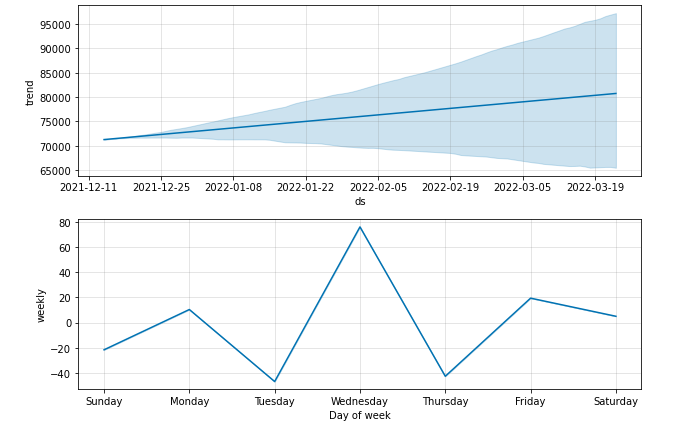 95000
90000
85000
80000
75000
70000
65000
trend
2021-12-11 2021-12-25 2022-01-08 2022-01-22 2022-02-05 2022-02-19 2022-03-05 2022-03-19
ds
80
60
40
20
0
−20
−40
weekly
Sunday Monday Tuesday Wednesday Thursday Friday Saturday
Day of week